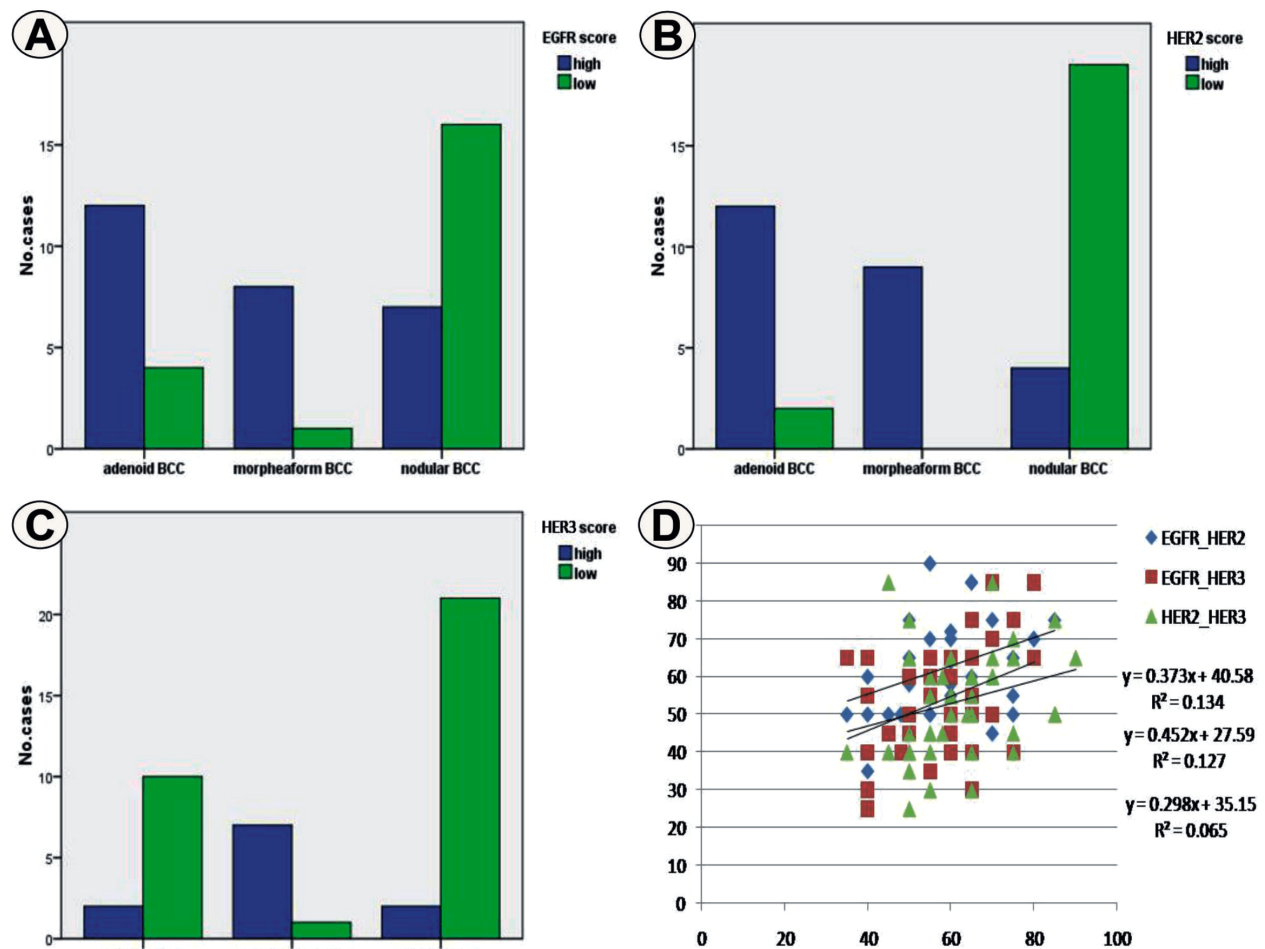 A
EGFR score
high
low
No.cases
15
10
5
0
adenoid BCC
morpheaform BCC
nodular BCC
B
HER2 score
high
low
No.cases
15
10
5
0
adenoid BCC
morpheaform BCC
nodular BCC
C
HER3 score
high
low
No.cases
20
10
5
0
D
90
80
70
60
50
40
30
20
10
0
0 20 40 60 80 100
EGFR_HER2
EGFR_HER3
HER2_HER3
y = 0.373x + 40.58
R² = 0.134
y = 0.452x + 27.59
R² = 0.127
y = 0.298x + 35.15
R² = 0.065